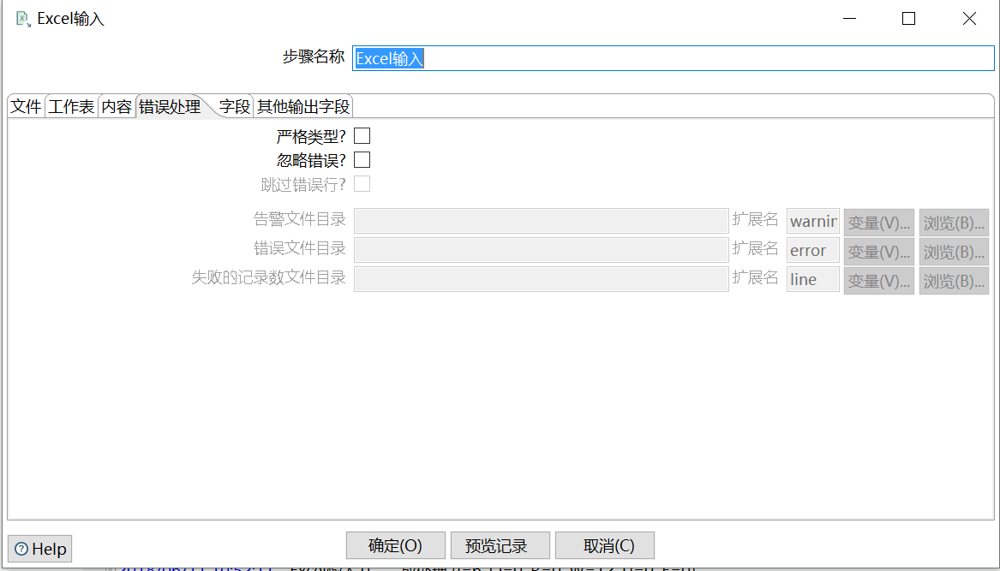 Excel输入
步骤名称 Excel输入
文件 工作表 内容 错误处理 字段 其他输出字段
严格类型?
忽略错误?
跳过错误行?
告警文件目录 扩展名 warnin 变量(V)... 浏览(B)...
错误文件目录 扩展名 error 变量(V)... 浏览(B)...
失败的记录数文件目录 扩展名 line 变量(V)... 浏览(B)...
Help 确定(O) 预览记录 取消(C)